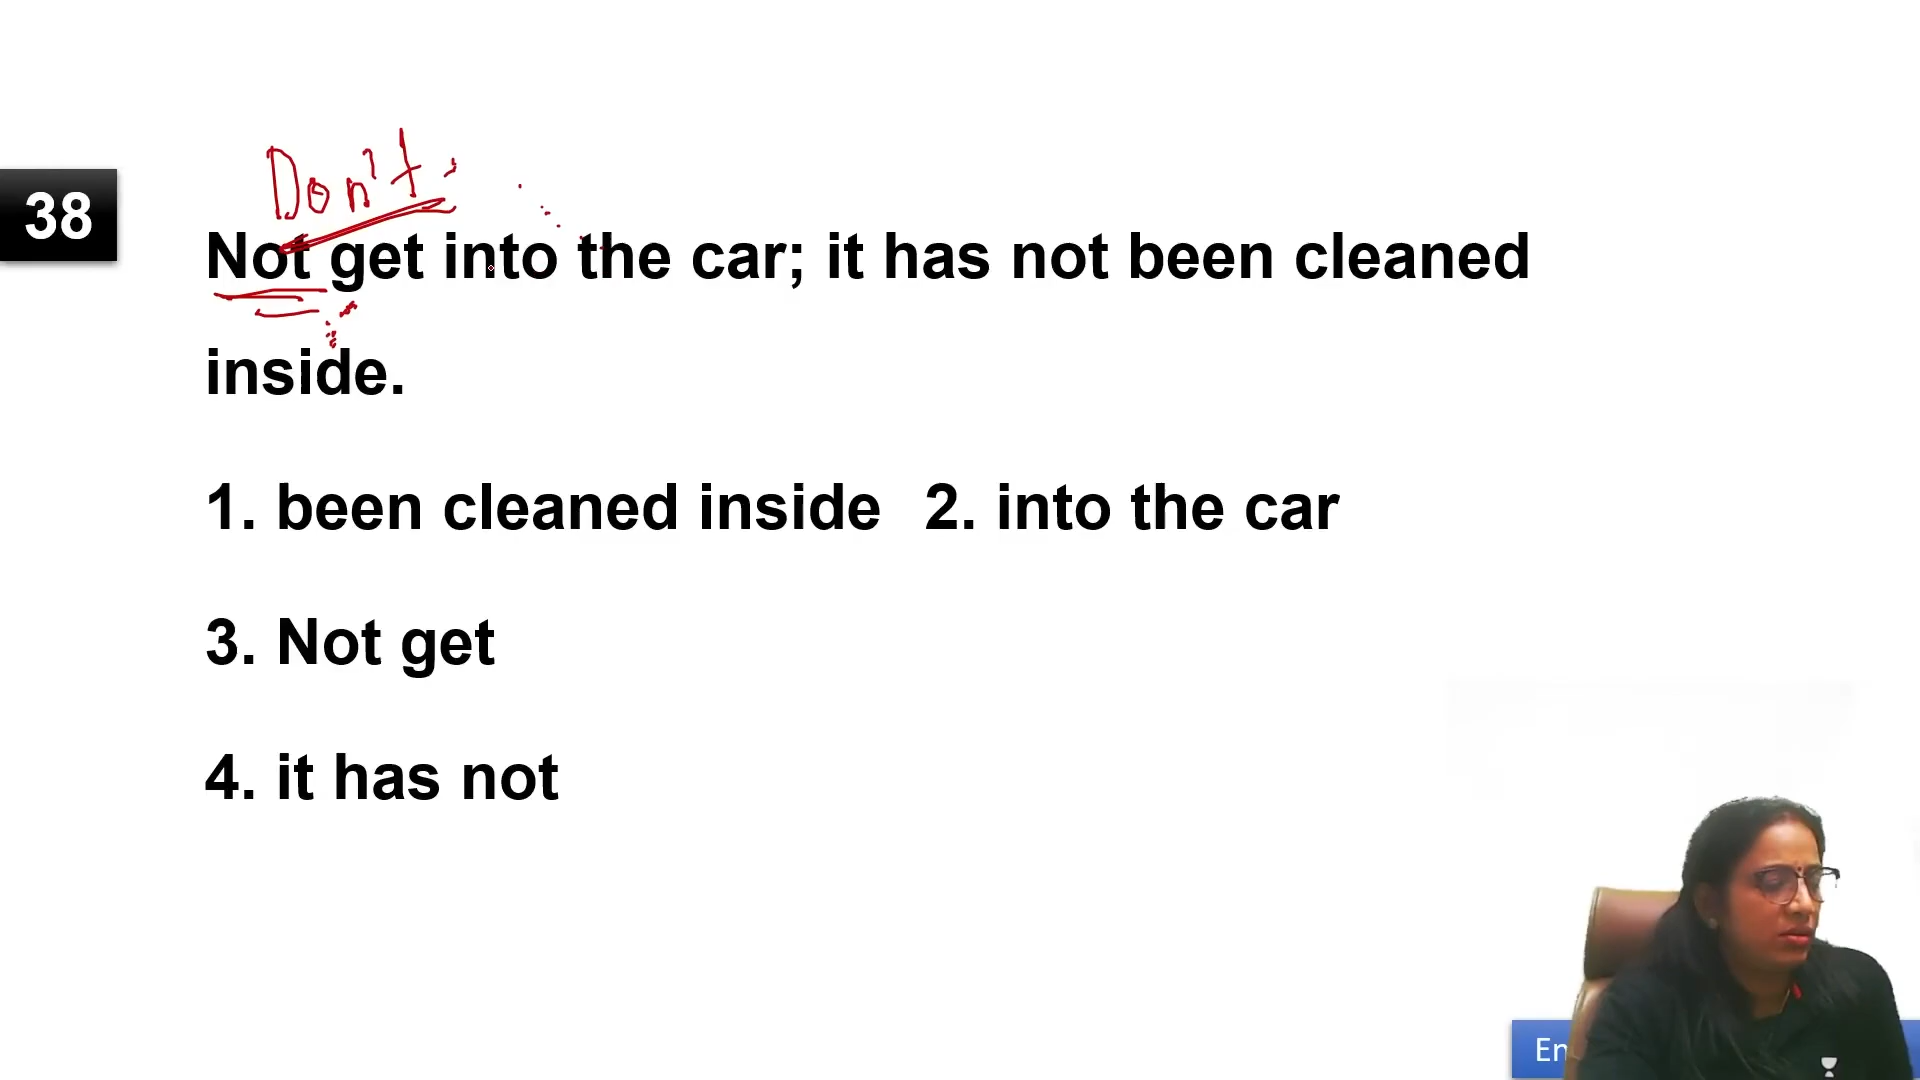 Don't
38
Not get into the car; it has not been cleaned
inside.
1. been cleaned inside 2. into the car
3. Not get
4. it has not
En